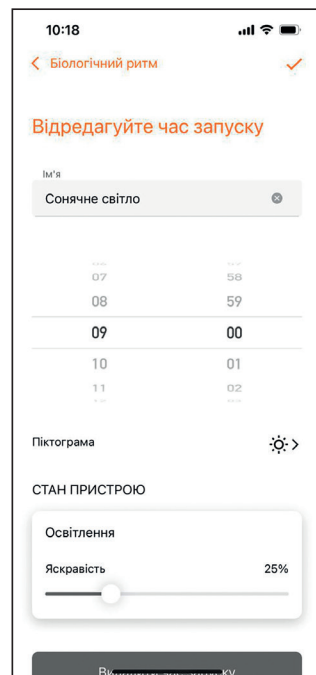 10:18
Біологічний ритм
Відредагуйте час запуску
Ім'я
Сонячне світло
07 58
08 59
09 00
10 01
11 02
Піктограма
СТАН ПРИСТРОЮ
Освітлення
Яскравість 25%